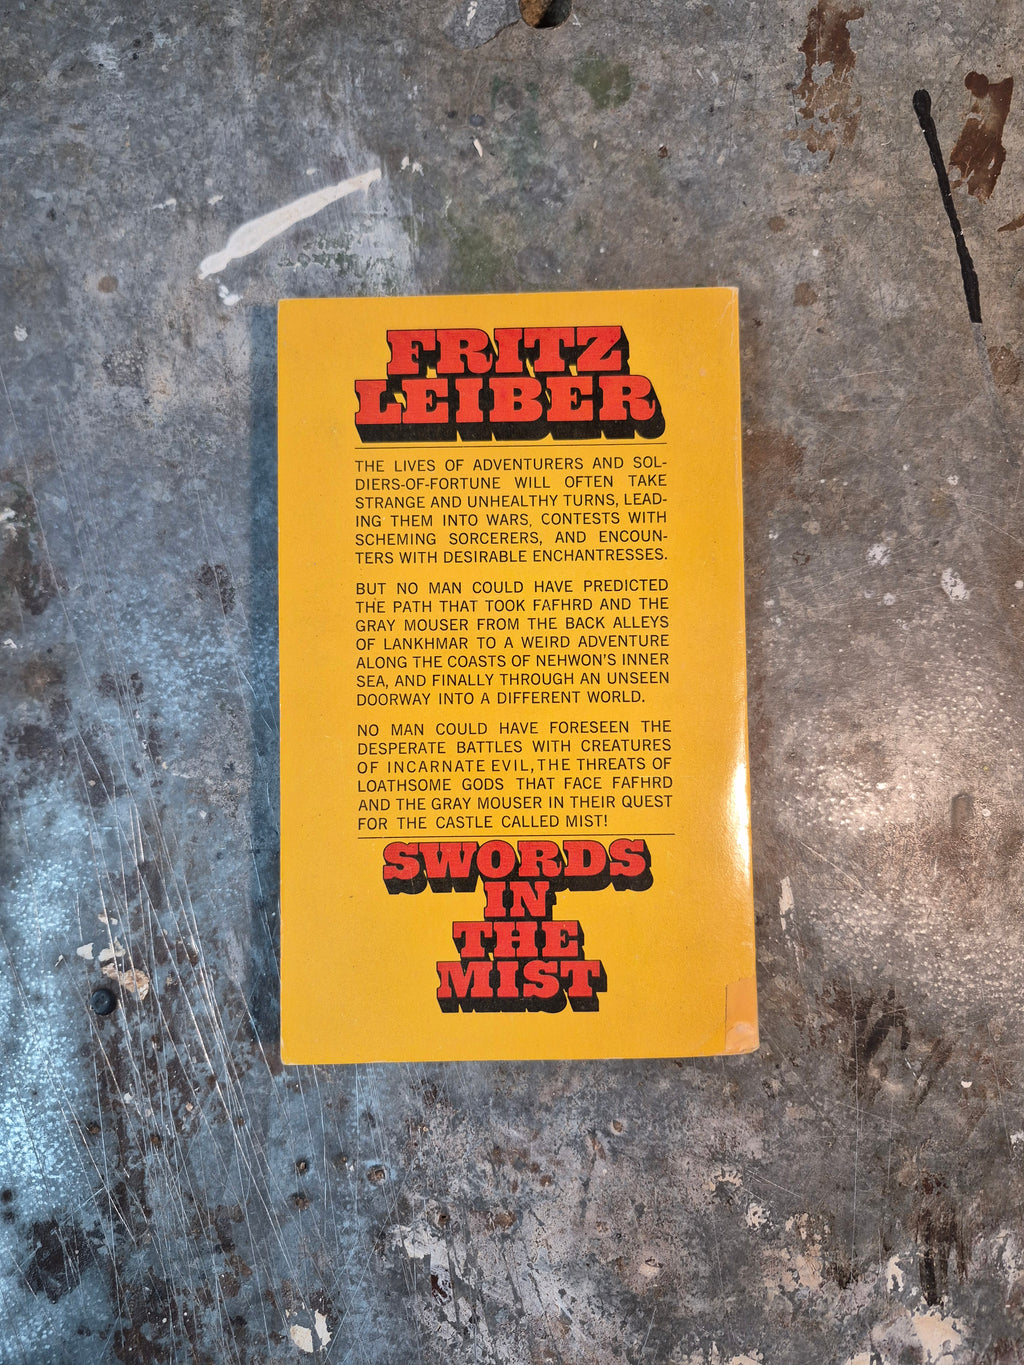 FRITZ
LEIBER
THE LIVES OF ADVENTURERS AND SOL-
DIERS-OF-FORTUNE WILL OFTEN TAKE
STRANGE AND UNHEALTHY TURNS, LEAD-
ING THEM INTO WARS, CONTESTS WITH
SCHEMING SORCERERS, AND ENCOUN-
TERS WITH DESIRABLE ENCHANTRESSES.
BUT NO MAN COULD HAVE PREDICTED
THE PATH THAT TOOK FAFHRD AND THE
GRAY MOUSER FROM THE BACK ALLEYS
OF LANKHMAR TO A WEIRD ADVENTURE
ALONG THE COASTS OF NEHWON'S INNER
SEA, AND FINALLY THROUGH AN UNSEEN
DOORWAY INTO A DIFFERENT WORLD.
NO MAN COULD HAVE FORESEEN THE
DESPERATE BATTLES WITH CREATURES
OF INCARNATE EVIL, THE THREATS OF
LOATHSOME GODS THAT FACE FAFHRD
AND THE GRAY MOUSER IN THEIR QUEST
FOR THE CASTLE CALLED MIST!
SWORDS
IN
THE
MIST